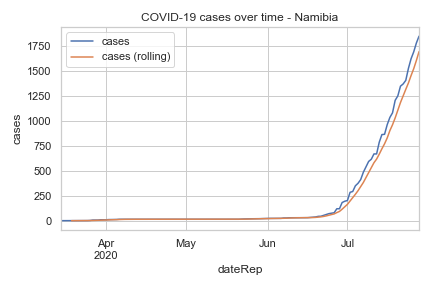 COVID-19 cases over time - Namibia
cases
cases (rolling)
1750
1500
1250
1000
750
500
250
0
cases
Apr May Jun Jul
2020
dateRep